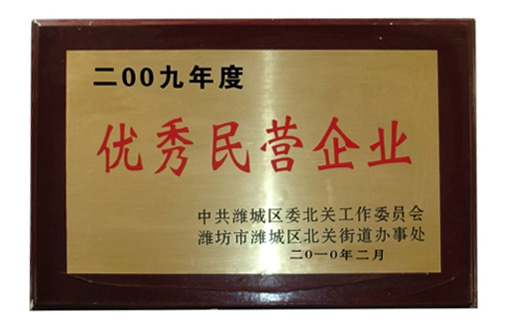 二00九年度
优秀民营企业
中共潍城区委北关工作委员会
潍坊市潍城区北关街道办事处
二0一0年二月